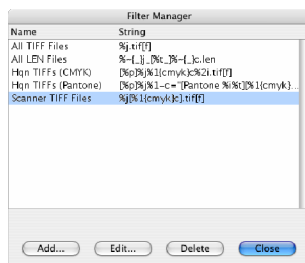 Filter Manager
Name String
All TIFF Files %j.tif[f]
All LEN Files %~{_}j_[%t_]%~{_}c.len
Hqn TIFFs (CMYK) [%p]%j%1{cmyk}c%2i.tif[f]
Hqn TIFFs (Pantone) [%p]%j%1~c="[Pantone %i%t][%1{cmyk}...
Scanner TIFF Files %j[%1{cmyk}c].tif[f]
Add... Edit... Delete Close